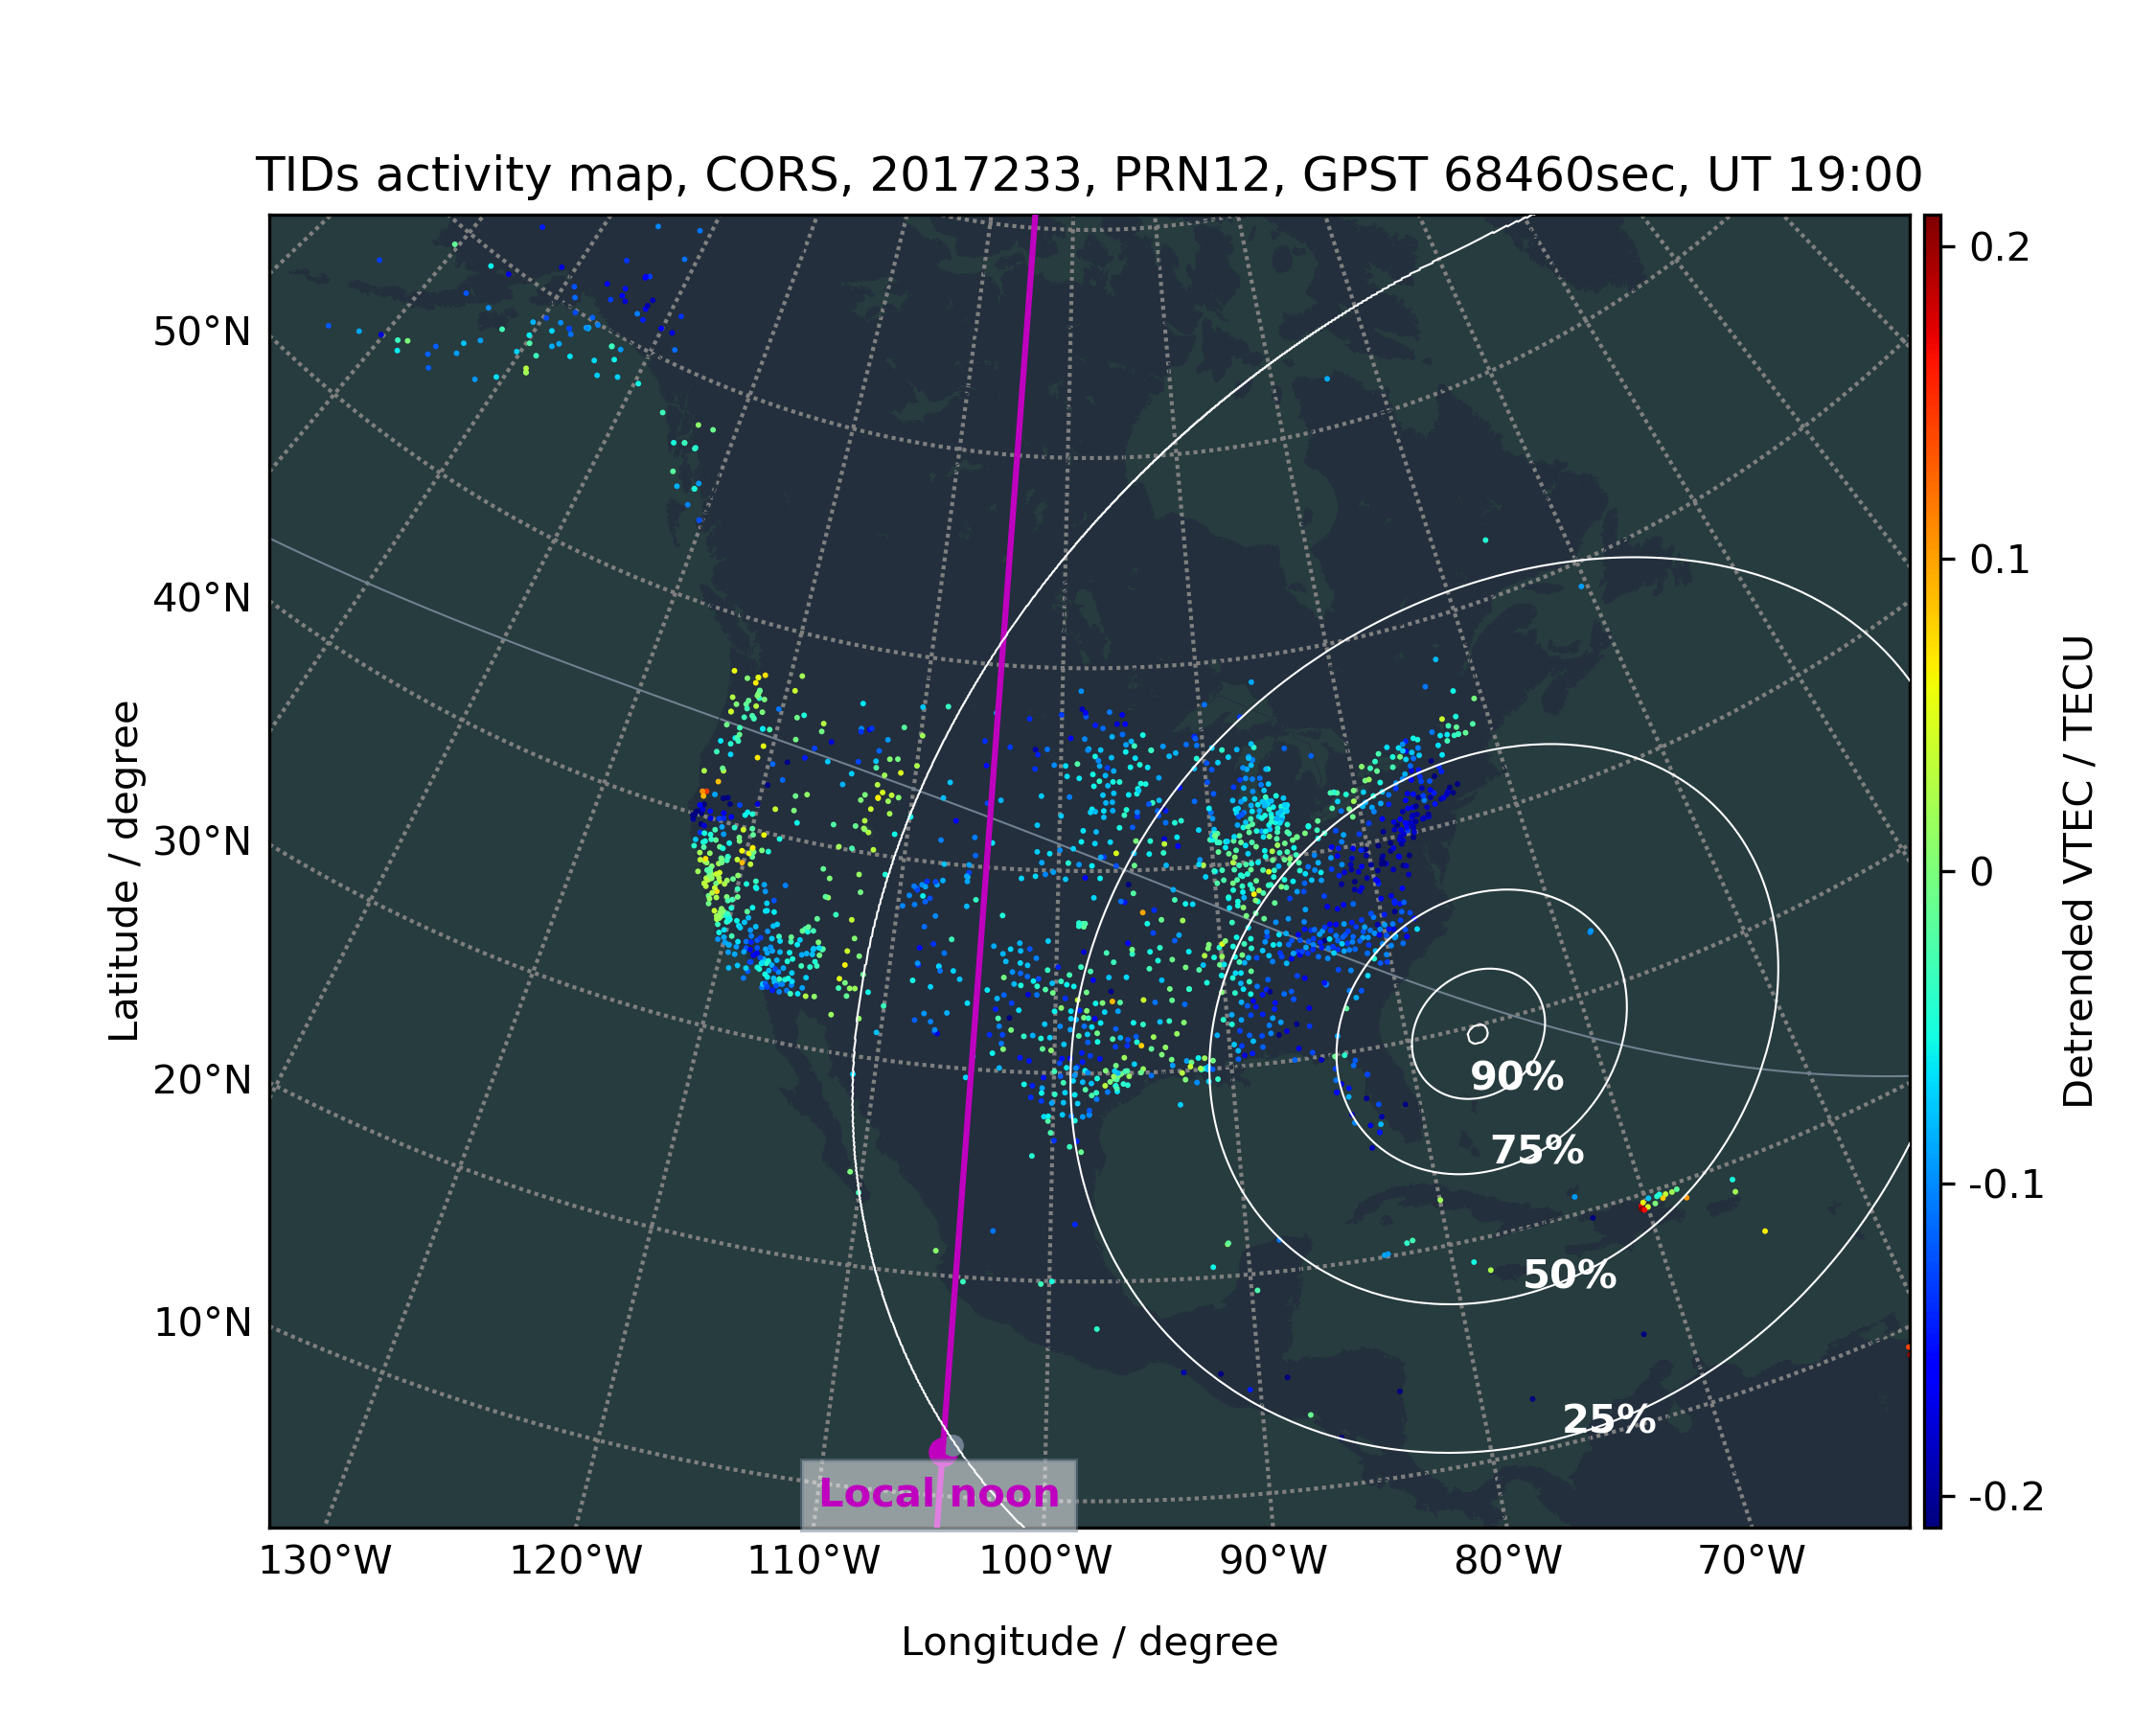 TIDs activity map, CORS, 2017233, PRN12, GPST 68460sec, UT 19:00
50°N
40°N
30°N
20°N
10°N
Latitude / degree
90%
75%
50%
25%
Local noon
130°W 120°W 110°W 100°W 90°W 80°W 70°W
Longitude / degree
0.2
0.1
0
-0.1
-0.2
Detrended VTEC / TECU